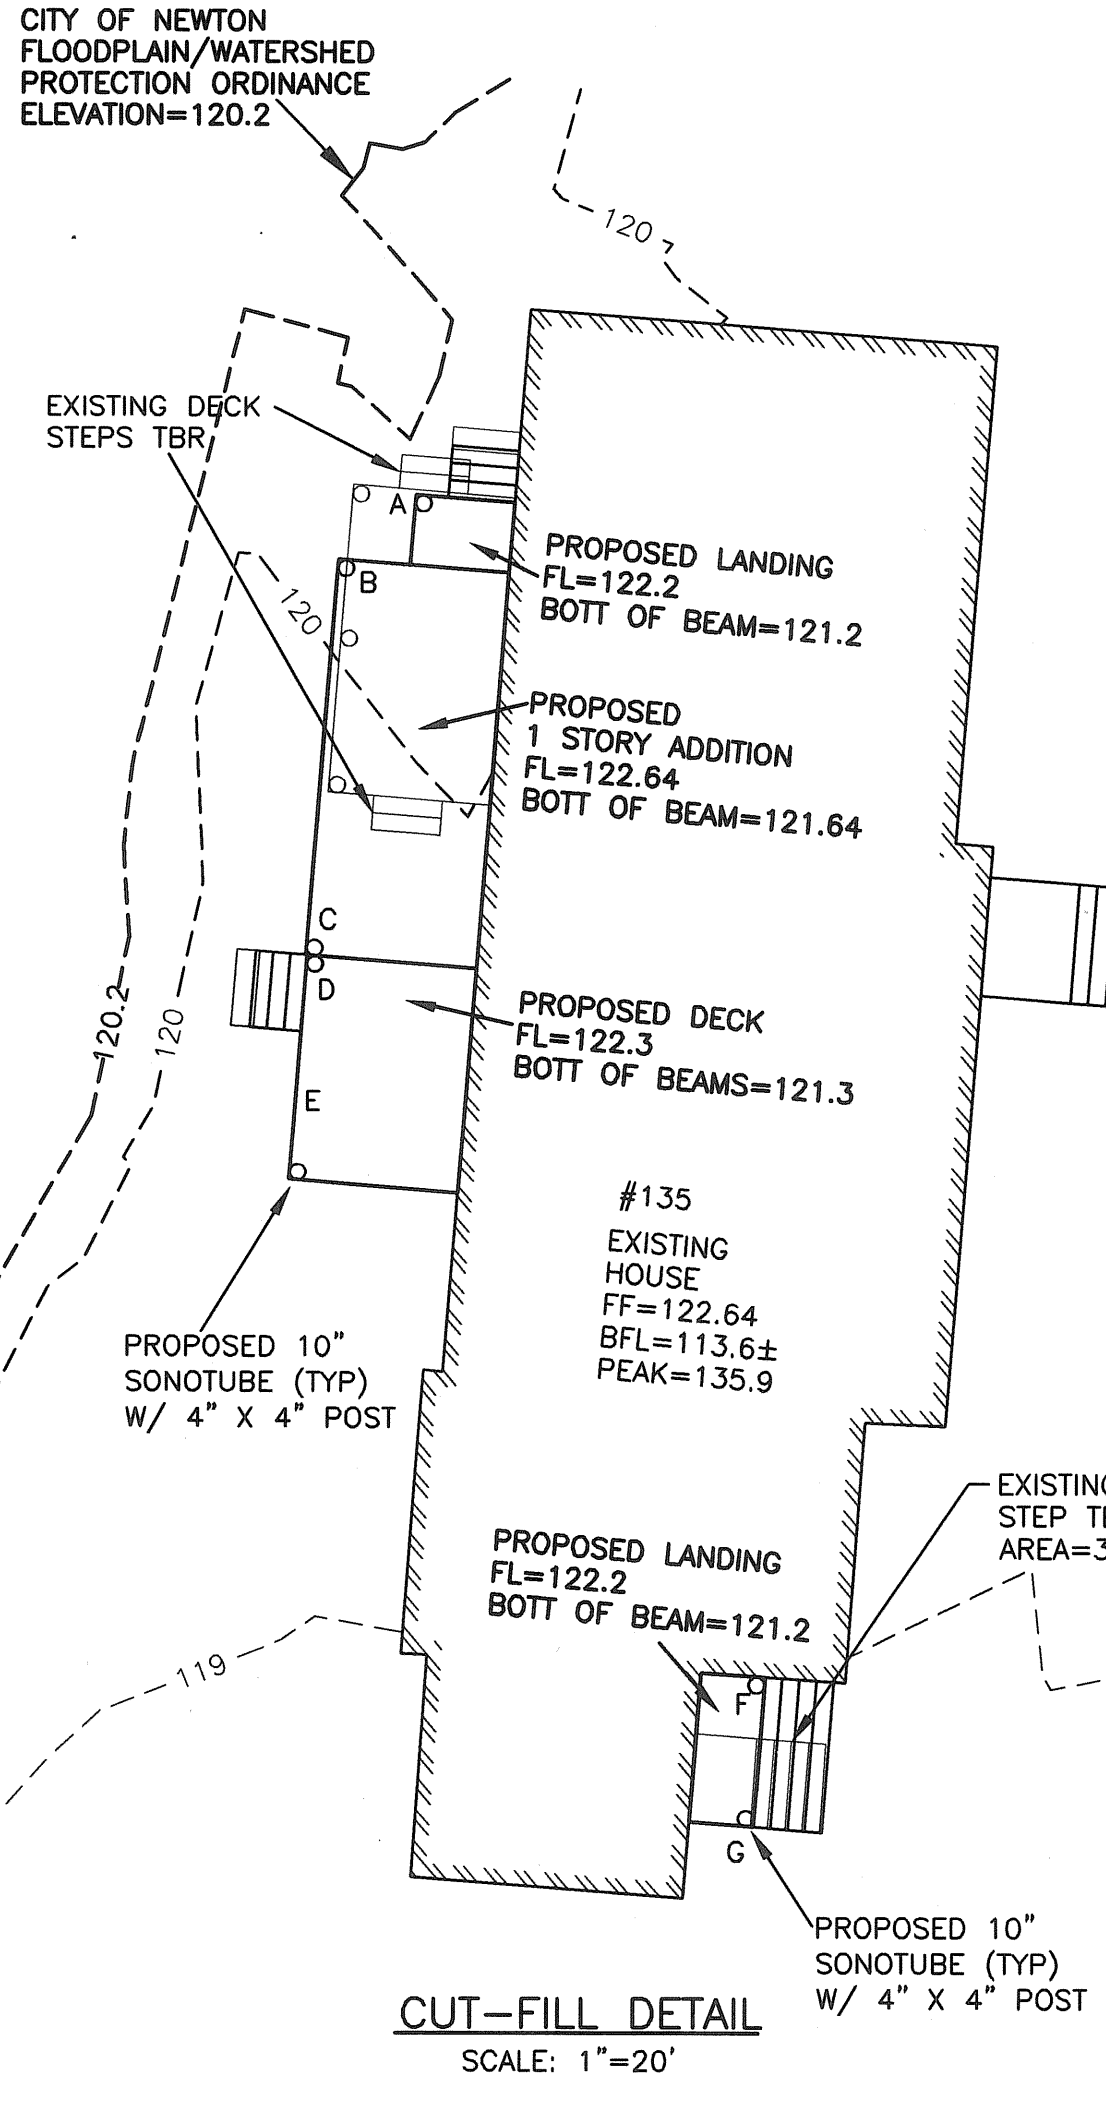 CITY OF NEWTON
FLOODPLAIN/WATERSHED
PROTECTION ORDINANCE
ELEVATION=120.2
120
EXISTING DECK
STEPS TBR
A
PROPOSED LANDING
FL=122.2
BOTT OF BEAM=121.2
B
120
PROPOSED
1 STORY ADDITION
FL=122.64
BOTT OF BEAM=121.64
C
D
120.2
120
PROPOSED DECK
FL=122.3
BOTT OF BEAMS=121.3
E
#135
EXISTING
HOUSE
FF=122.64
BFL=113.6±
PEAK=135.9
PROPOSED 10"
SONOTUBE (TYP)
W/ 4" X 4" POST
EXISTING
STEP
AREA=3
PROPOSED LANDING
FL=122.2
BOTT OF BEAM=121.2
119
F
G
PROPOSED 10"
SONOTUBE (TYP)
W/ 4" X 4" POST
CUT-FILL DETAIL
SCALE: 1"=20'